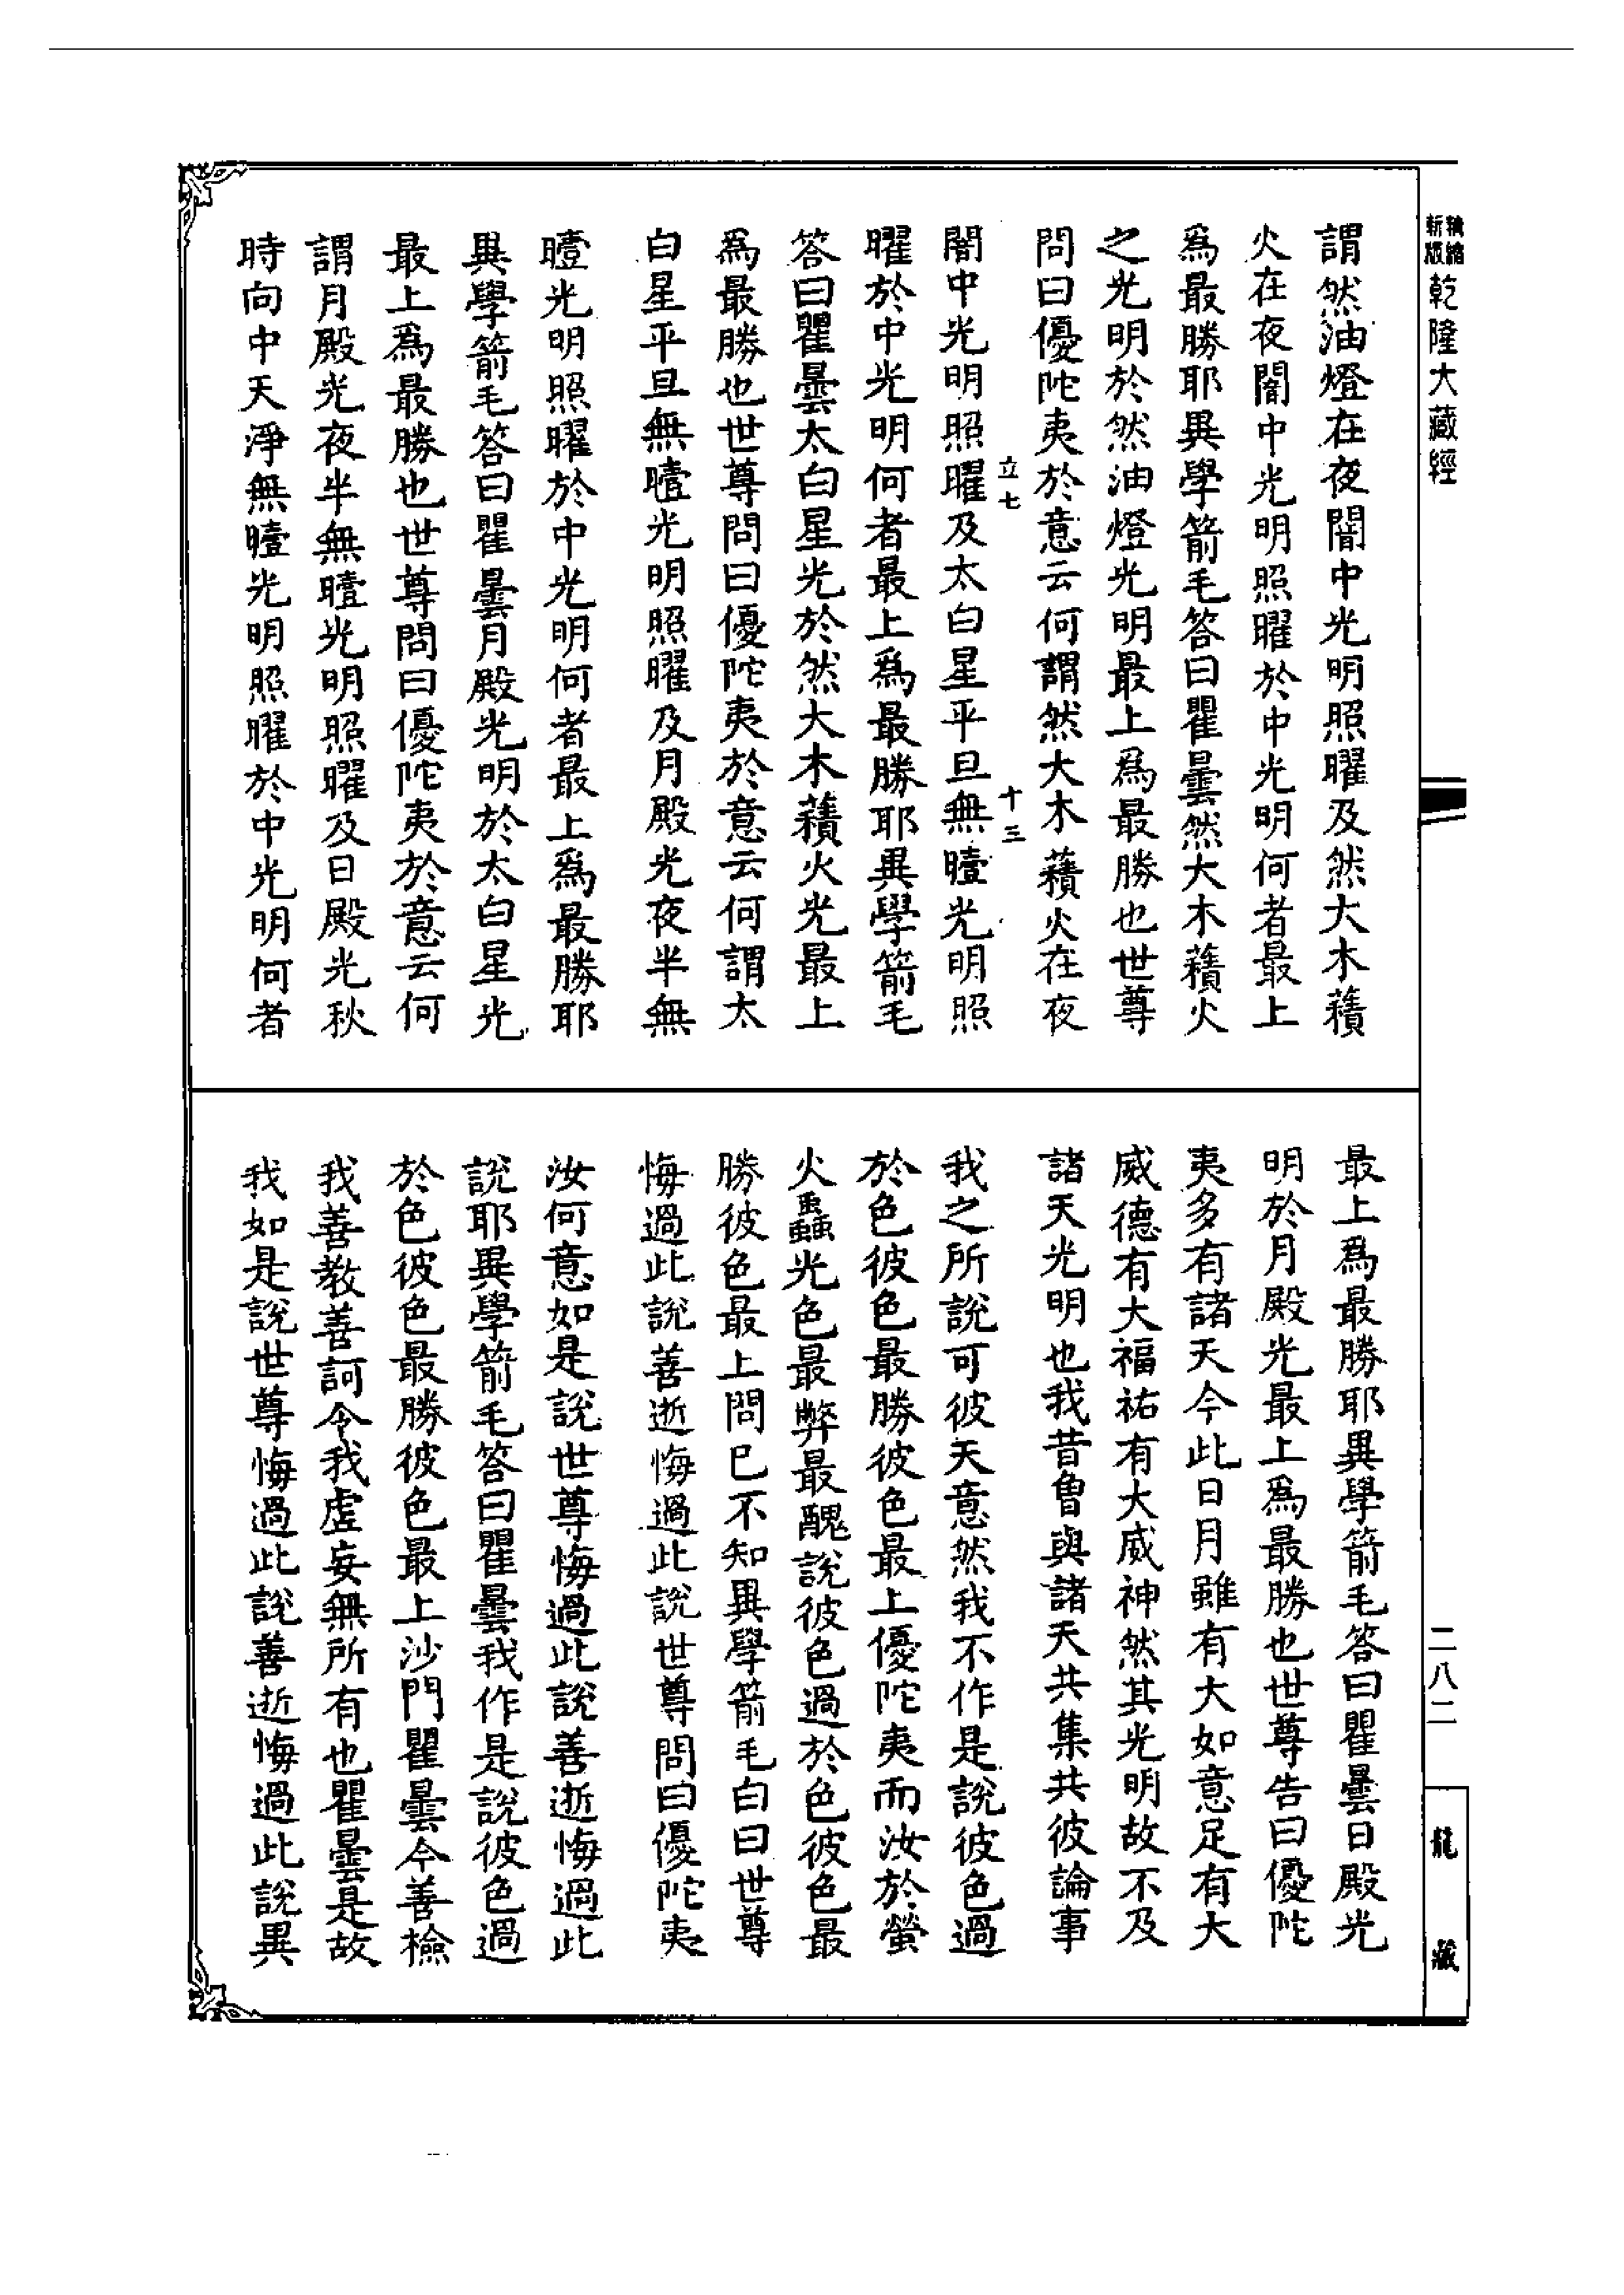 精縮
新版
乾隆大藏經
謂然油燈在夜闇中光明照曜及然大木積
火在夜闇中光明照曜於中光明何者最上
為最勝耶異學箭毛答曰瞿曇然大木積火
之光明於然油燈光明最上為最勝也世尊
問曰優陀夷於意云何謂然大木積火在夜
立七
十三
闇中光明照曜及太白星平旦無曀光明照
曜於中光明何者最上為最勝耶異學箭毛
答曰瞿曇太白星光於然大木積火光最上
為最勝也世尊問曰優陀夷於意云何謂太
白星平旦無曀光明照曜及月殿光夜半無
曀光明照曜於中光明何者最上為最勝耶
異學箭毛答曰瞿曇月殿光明於太白星光
最上為最勝也世尊問曰優陀夷於意云何
謂月殿光夜半無曀光明照曜及日殿光秋
時向中天淨無曀光明照曜於中光明何者
最上為最勝耶異學箭毛答曰瞿曇日殿光
明於月殿光最上為最勝也世尊告曰優陀
夷多有諸天今此日月雖有大如意足有大
威德有大福祐有大威神然其光明故不及
諸天光明也我昔曾與諸天共集共彼論事
我之所說可彼天意然我不作是說彼色過
於色彼色最勝彼色最上優陀夷而汝於螢
火蟲光色最弊最醜說彼色過於色彼色最
勝彼色最上問已不知異學箭毛白曰世尊
悔過此說善逝悔過此說世尊問曰優陀夷
汝何意如是說世尊悔過此說善逝悔過此
說耶異學箭毛答曰瞿曇我作是說彼色過
於色彼色最勝彼色最上沙門瞿曇今善檢
我善教善訶令我虛妄無所有也瞿曇是故
我如是說世尊悔過此說善逝悔過此說異
二八二
龍藏